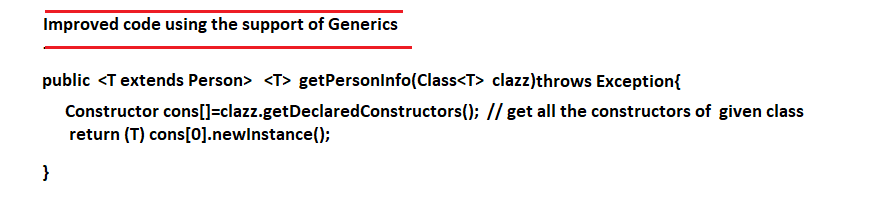 Improved code using the support of Generics
public <T extends Person> <T> getPersonInfo(Class<T> clazz)throws Exception{
Constructor cons[]=clazz.getDeclaredConstructors(); // get all the constructors of given class
return (T) cons[0].newInstance();
}